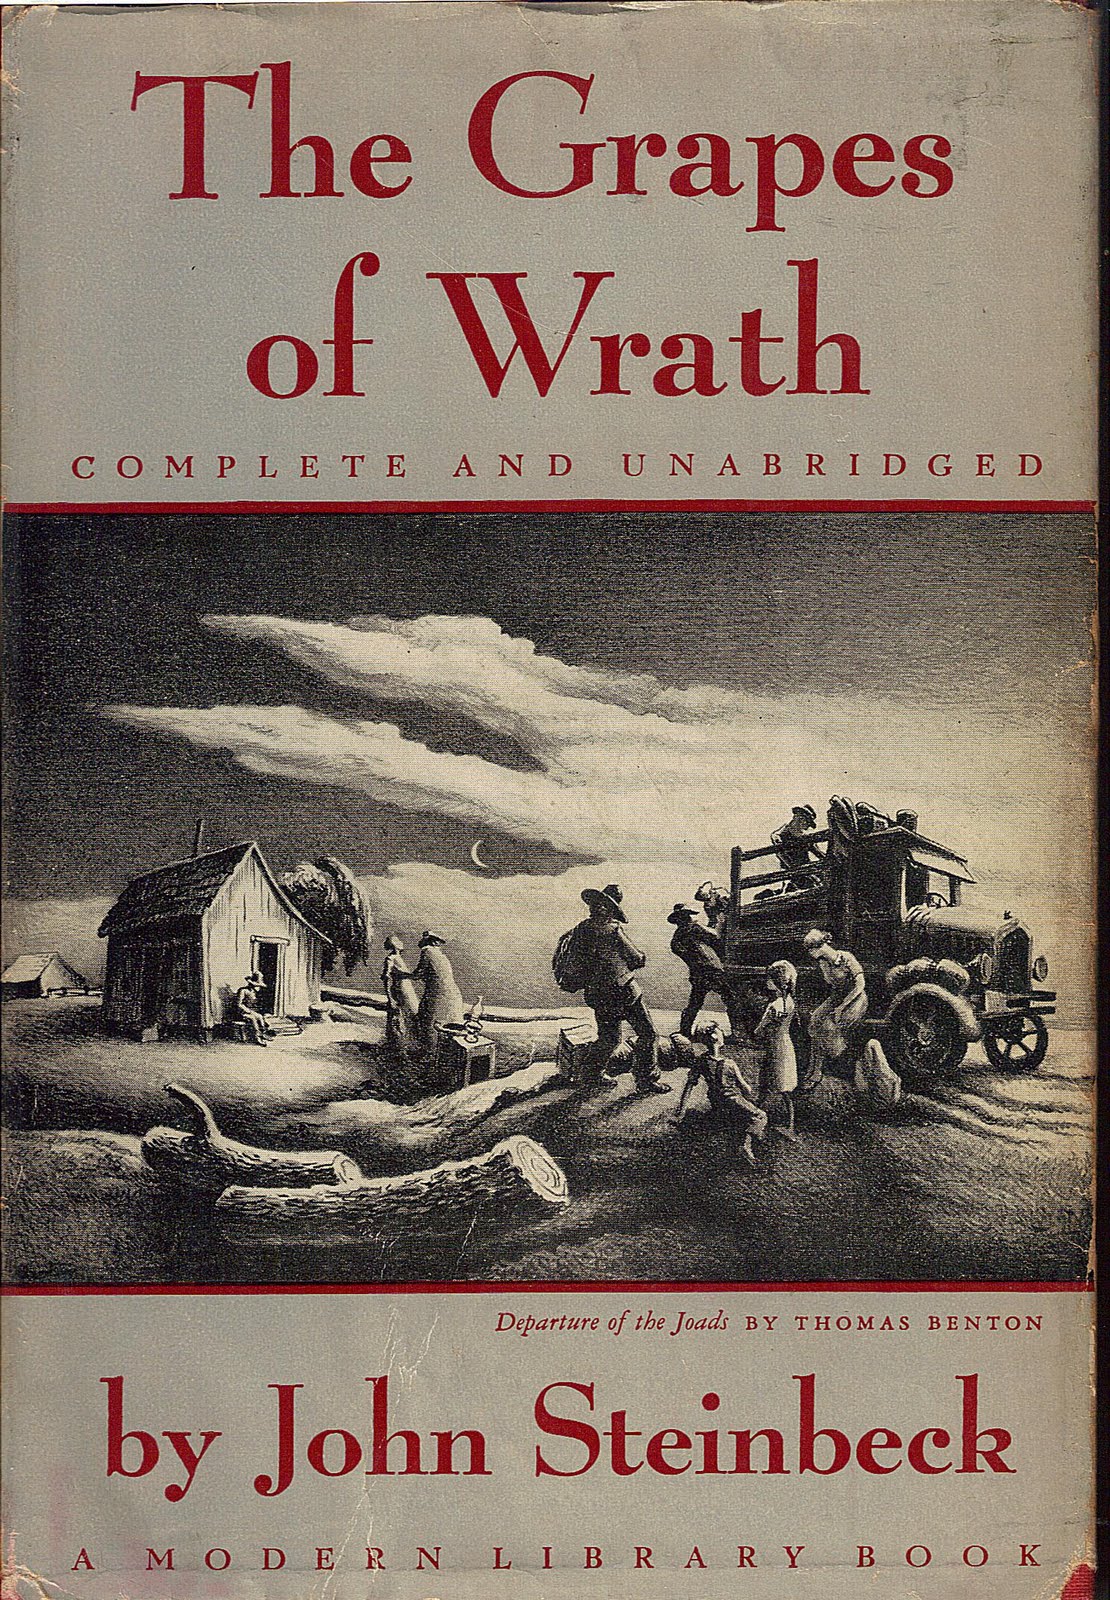 The Grapes
of Wrath
COMPLETE AND UNABRIDGED
Departure of the Joads BY THOMAS BENTON
by John Steinbeck
A MODERN LIBRARY BOOK